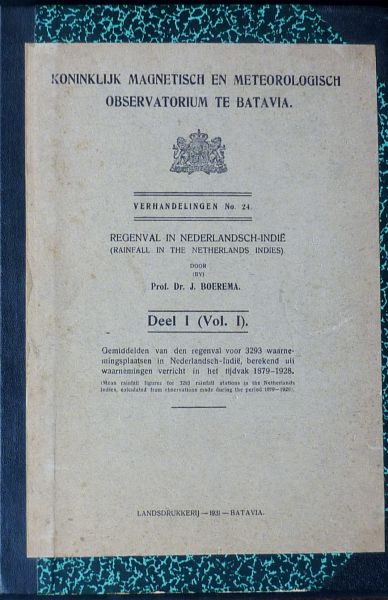 KONINKLIJK MAGNETISCH EN METEOROLOGISCH
OBSERVATORIUM TE BATAVIA.
VERHANDELINGEN No. 24.
REGENVAL IN NEDERLANDSCH-INDIË
(RAINFALL IN THE NETHERLANDS INDIES)
DOOR
(BY)
Prof. Dr. J. BOEREMA.
Deel I (Vol. I).
Gemiddelden van den regenval voor 3293 waarne-
mingsplaatsen in Nederlandsch-Indië, berekend uit
waarnemingen verricht in het tijdvak 1879-1928.
(Mean rainfall figures for 3293 rainfall stations in the Netherlands
Indies, calculated from observations made during the period 1879-1928).
LANDSDRUKKERIJ — 1931 — BATAVIA.